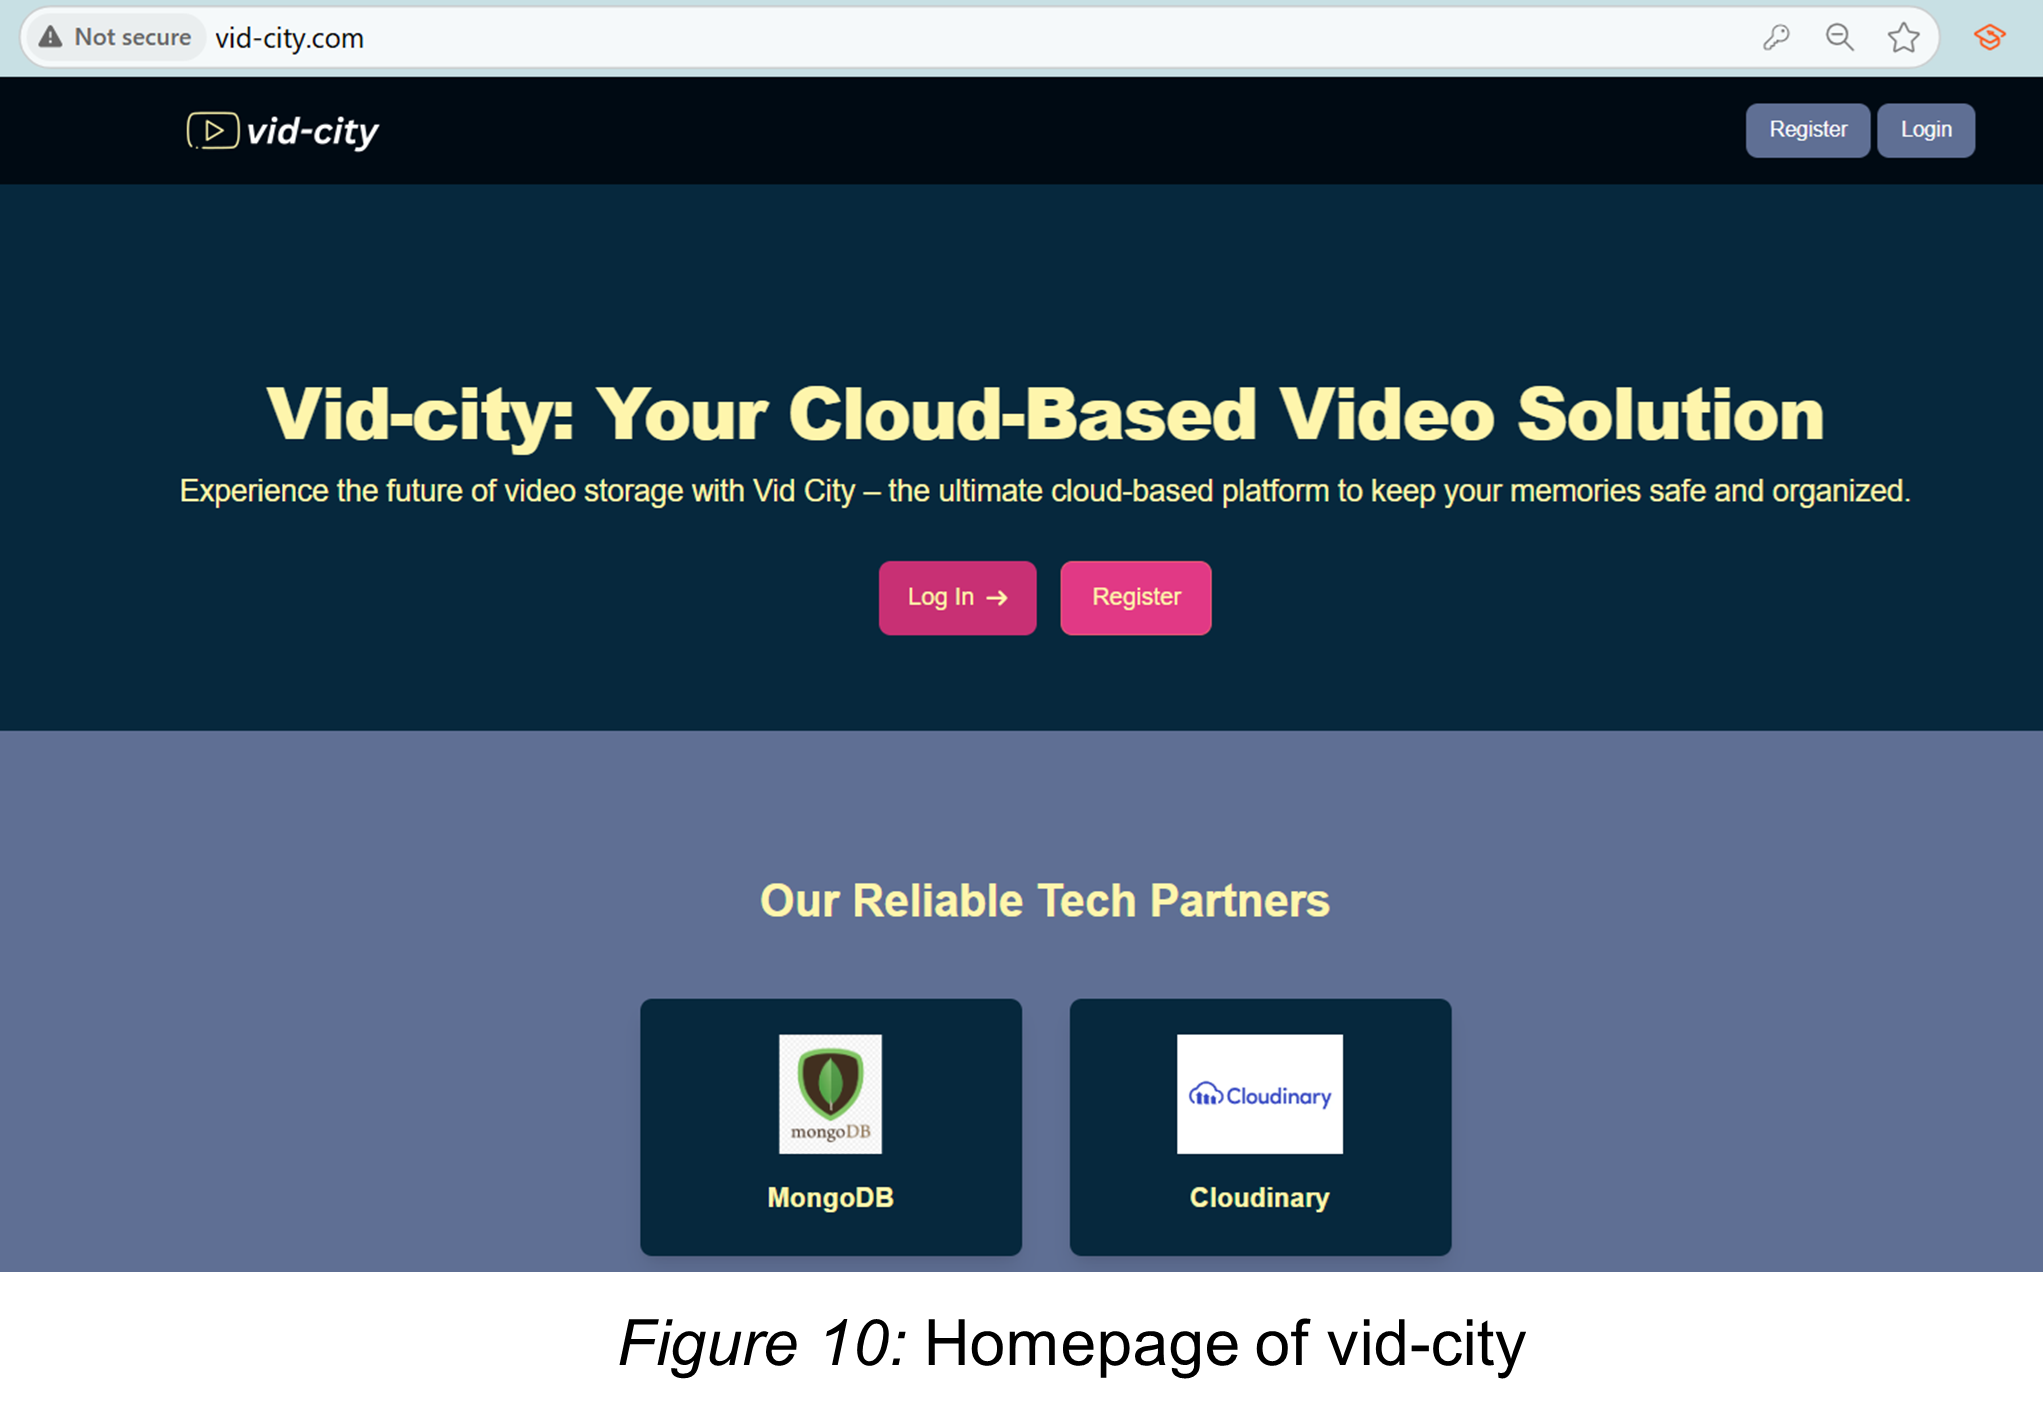 Not secure vid-city.com
vid-city
Register Login
Vid-city: Your Cloud-Based Video Solution
Experience the future of video storage with Vid City – the ultimate cloud-based platform to keep your memories safe and organized.
Log In → Register
Our Reliable Tech Partners
mongoDB Cloudinary
MongoDB Cloudinary
Figure 10: Homepage of vid-city